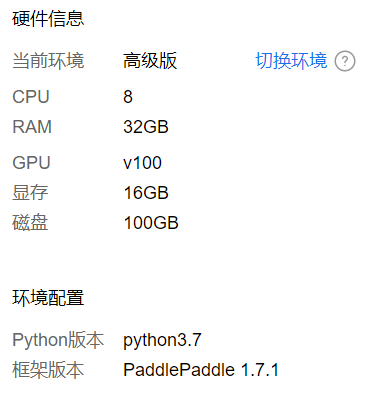 硬件信息
当前环境 高级版 切换环境 ?
CPU 8
RAM 32GB
GPU v100
显存 16GB
磁盘 100GB
环境配置
Python版本 python3.7
框架版本 PaddlePaddle 1.7.1